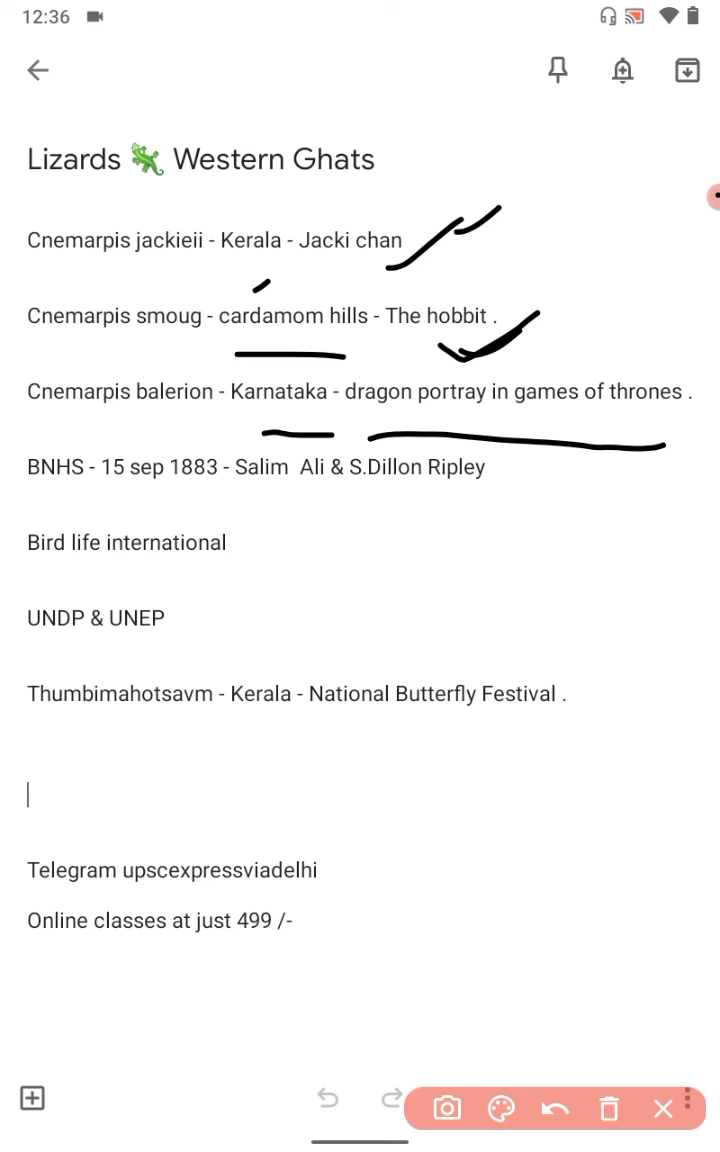 12:36
Lizards 🦎 Western Ghats
Cnemarpis jackieii - Kerala - Jacki chan
Cnemarpis smoug - cardamom hills - The hobbit .
Cnemarpis balerion - Karnataka - dragon portray in games of thrones .
BNHS - 15 sep 1883 - Salim  Ali & S.Dillon Ripley
Bird life international
UNDP & UNEP
Thumbimahotsavm - Kerala - National Butterfly Festival .
Telegram upscexpressviadelhi
Online classes at just 499 /-